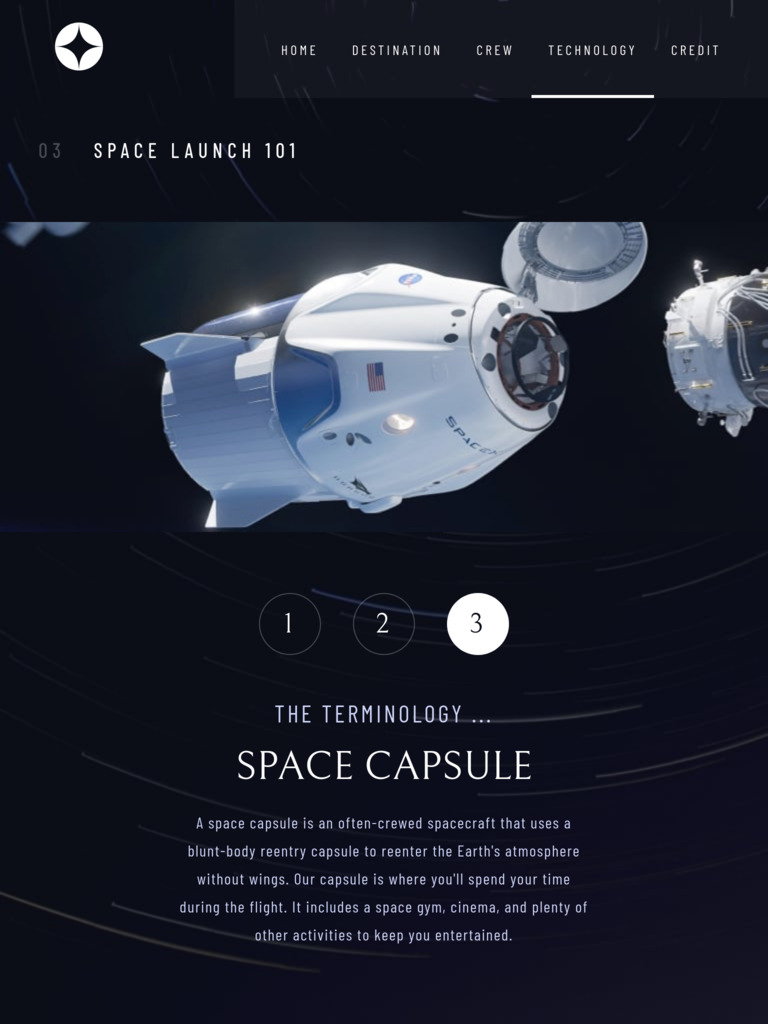 HOME DESTINATION CREW TECHNOLOGY CREDIT
03 SPACE LAUNCH 101
SPACEX
1 2 3
THE TERMINOLOGY ...
SPACE CAPSULE
A space capsule is an often-crewed spacecraft that uses a
blunt-body reentry capsule to reenter the Earth's atmosphere
without wings. Our capsule is where you'll spend your time
during the flight. It includes a space gym, cinema, and plenty of
other activities to keep you entertained.